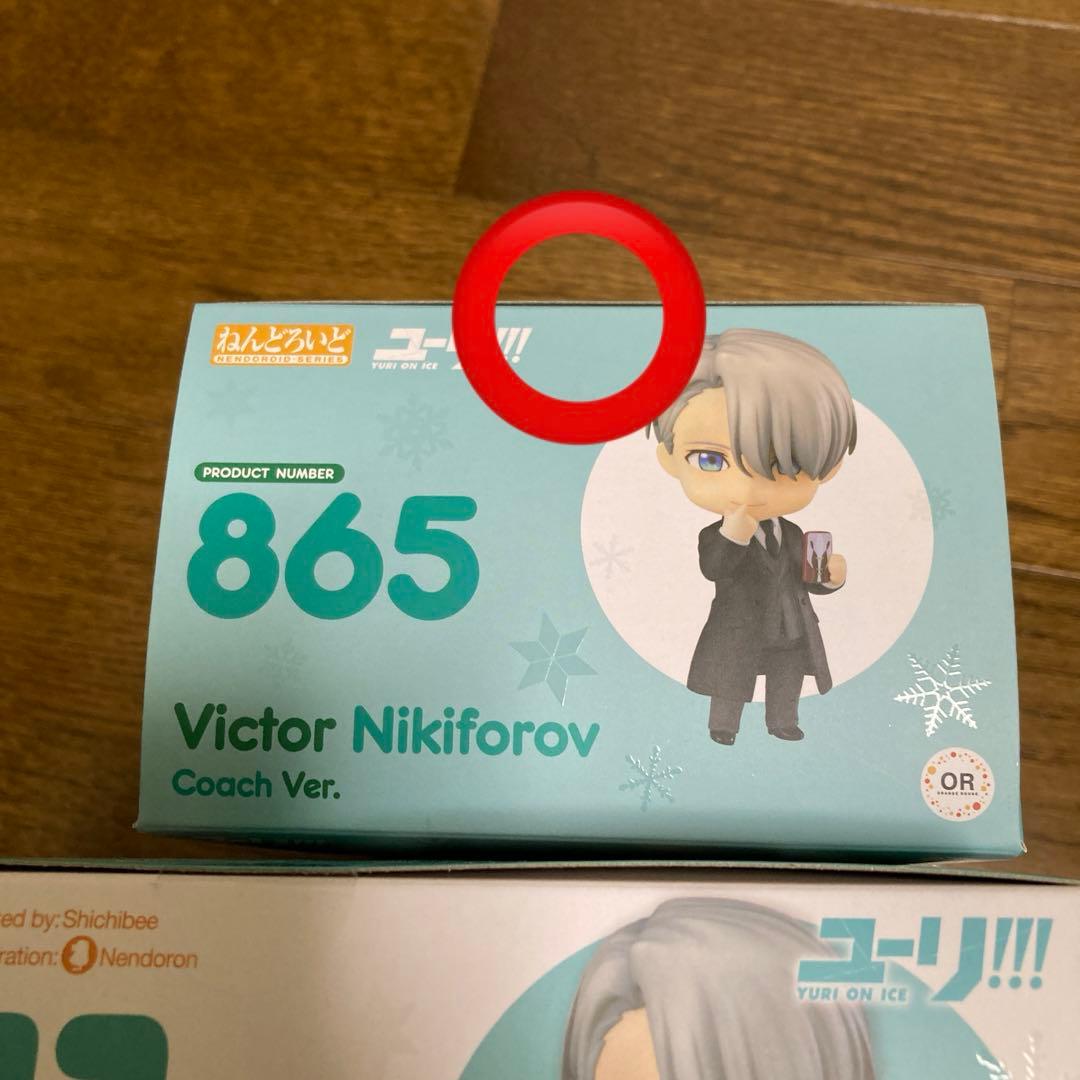 ねんどろいど
NENDOROID-SERIES
ユーリ!!!
YURI ON ICE
PRODUCT NUMBER
865
Victor Nikiforov
Coach Ver.
OR
ORANGE ROUGE
ed by: Shichibee
ration: Nendoron
ユーリ!!!
YURI ON ICE